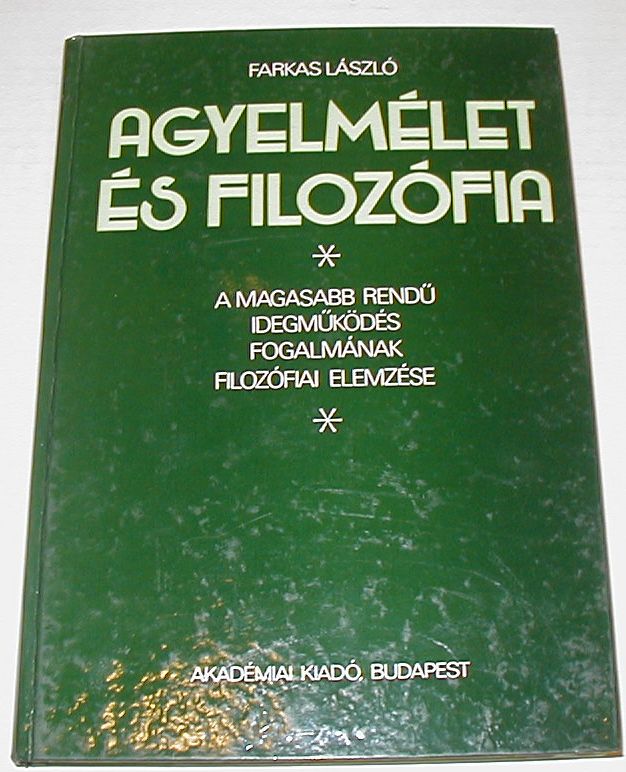 FARKAS LÁSZLÓ
AGYELMÉLET
ÉS FILOZÓFIA
*
A MAGASABB RENDŰ
IDEGMŰKÖDÉS
FOGALMÁNAK
FILOZÓFIAI ELEMZÉSE
*
AKADÉMIAI KIADÓ, BUDAPEST